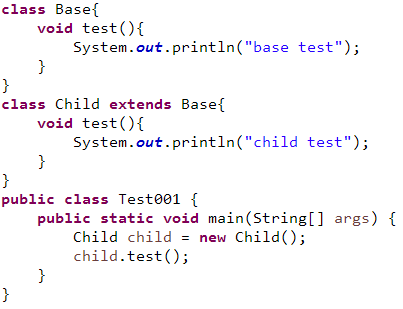 class Base{
    void test(){
        System.out.println("base test");
    }
}
class Child extends Base{
    void test(){
        System.out.println("child test");
    }
}
public class Test001 {
    public static void main(String[] args) {
        Child child = new Child();
        child.test();
    }
}